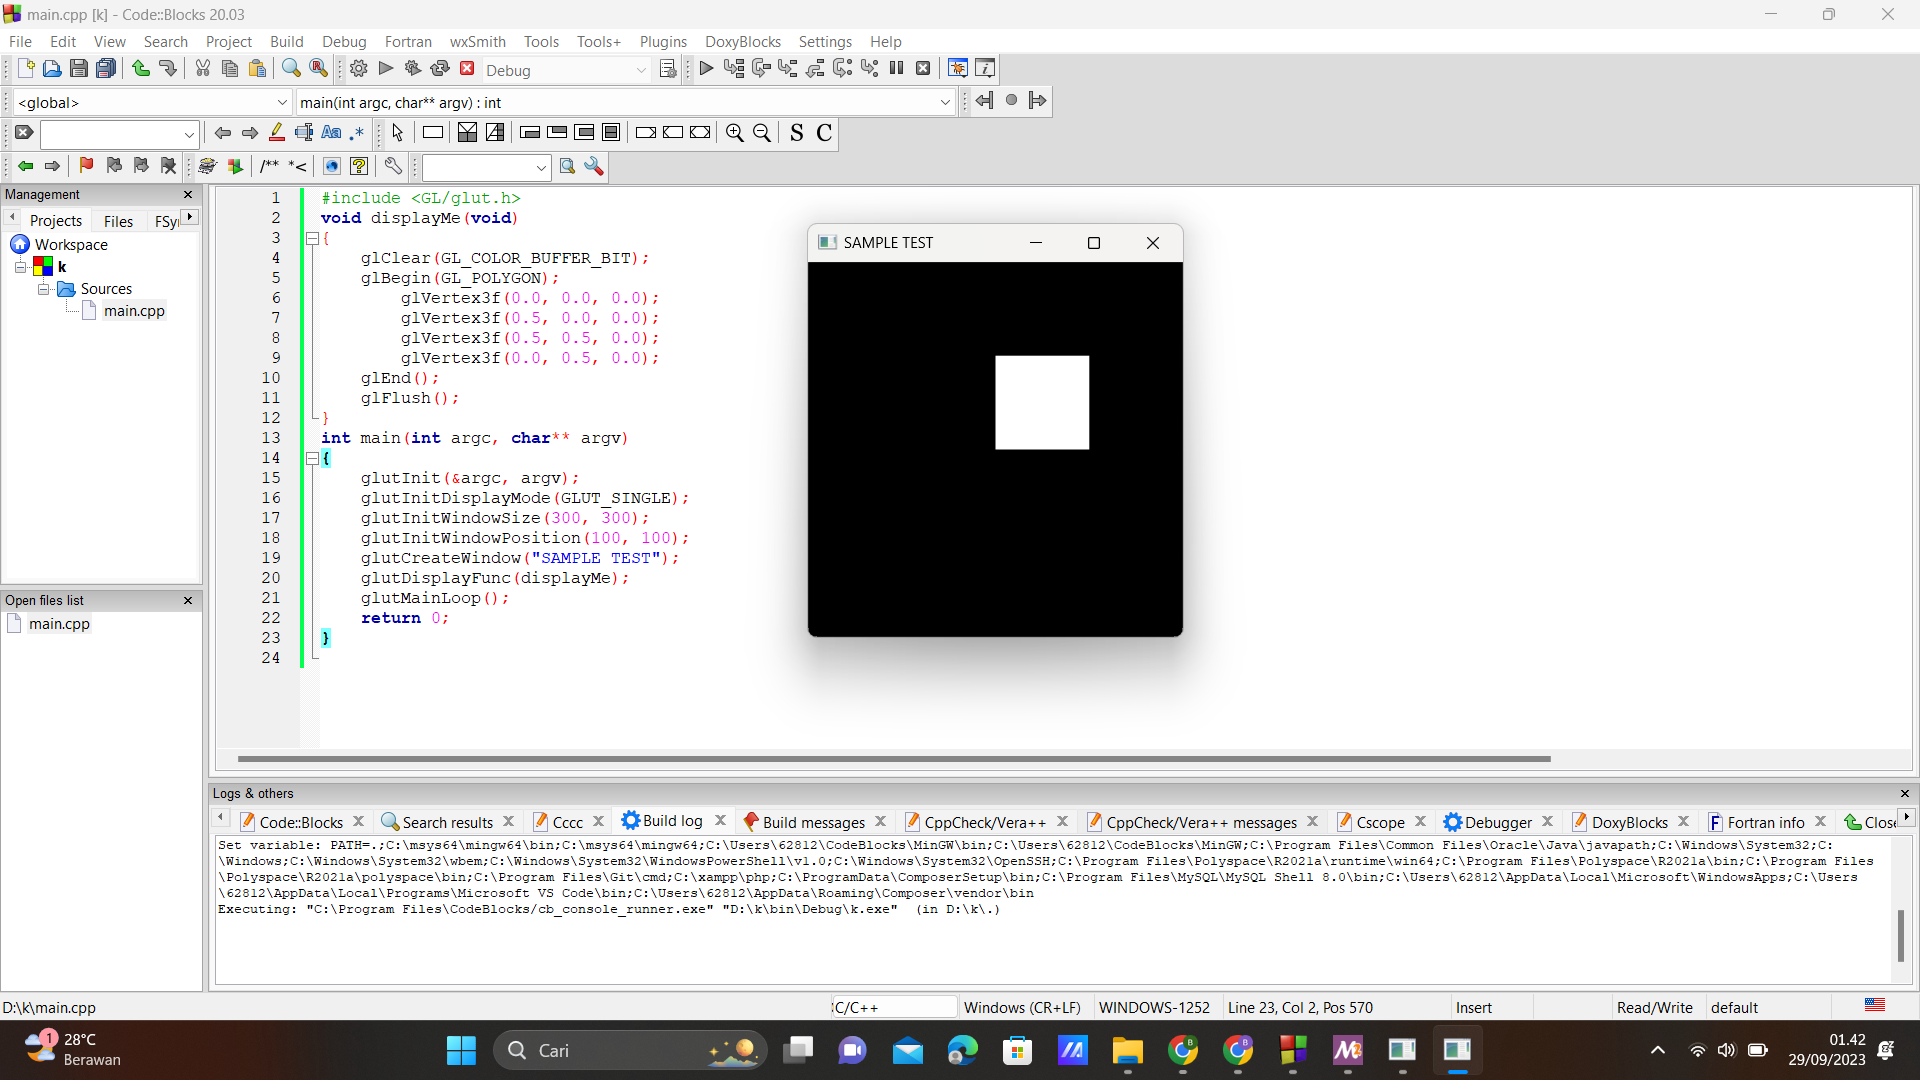 main.cpp [k] - Code::Blocks 20.03
File Edit View Search Project Build Debug Fortran wxSmith Tools Tools+ Plugins DoxyBlocks Settings Help
Debug
<global> main(int argc, char** argv) : int
Aa .* S C
/** *<
Management
Projects Files FSy
Workspace
k
Sources
main.cpp
Open files list
main.cpp
1 #include <GL/glut.h>
2 void displayMe(void)
3 {
4 glClear(GL_COLOR_BUFFER_BIT);
5 glBegin(GL_POLYGON);
6 glVertex3f(0.0, 0.0, 0.0);
7 glVertex3f(0.5, 0.0, 0.0);
8 glVertex3f(0.5, 0.5, 0.0);
9 glVertex3f(0.0, 0.5, 0.0);
10 glEnd();
11 glFlush();
12 }
13 int main(int argc, char** argv)
14 {
15 glutInit(&argc, argv);
16 glutInitDisplayMode(GLUT_SINGLE);
17 glutInitWindowSize(300, 300);
18 glutInitWindowPosition(100, 100);
19 glutCreateWindow("SAMPLE TEST");
20 glutDisplayFunc(displayMe);
21 glutMainLoop();
22 return 0;
23 }
24
SAMPLE TEST
Logs & others
Code::Blocks Search results Cccc Build log Build messages CppCheck/Vera++ CppCheck/Vera++ messages Cscope Debugger DoxyBlocks Fortran info Close
Set variable: PATH=.;C:\msys64\mingw64\bin;C:\msys64\mingw64;C:\Users\62812\CodeBlocks\MinGW\bin;C:\Users\62812\CodeBlocks\MinGW;C:\Program Files\Common Files\Oracle\Java\javapath;C:\Windows\System32;C:
\Windows;C:\Windows\System32\wbem;C:\Windows\System32\WindowsPowerShell\v1.0;C:\Windows\System32\OpenSSH;C:\Program Files\Polyspace\R2021a\runtime\win64;C:\Program Files\Polyspace\R2021a\bin;C:\Program Files
\Polyspace\R2021a\polyspace\bin;C:\Program Files\Git\cmd;C:\xampp\php;C:\ProgramData\ComposerSetup\bin;C:\Program Files\MySQL\MySQL Shell 8.0\bin;C:\Users\62812\AppData\Local\Microsoft\WindowsApps;C:\Users
\62812\AppData\Local\Programs\Microsoft VS Code\bin;C:\Users\62812\AppData\Roaming\Composer\vendor\bin
Executing: "C:\Program Files\CodeBlocks/cb_console_runner.exe" "D:\k\bin\Debug\k.exe"  (in D:\k\.)
D:\k\main.cpp C/C++ Windows (CR+LF) WINDOWS-1252 Line 23, Col 2, Pos 570 Insert Read/Write default
1
28°C
Berawan
Cari
01.42
29/09/2023